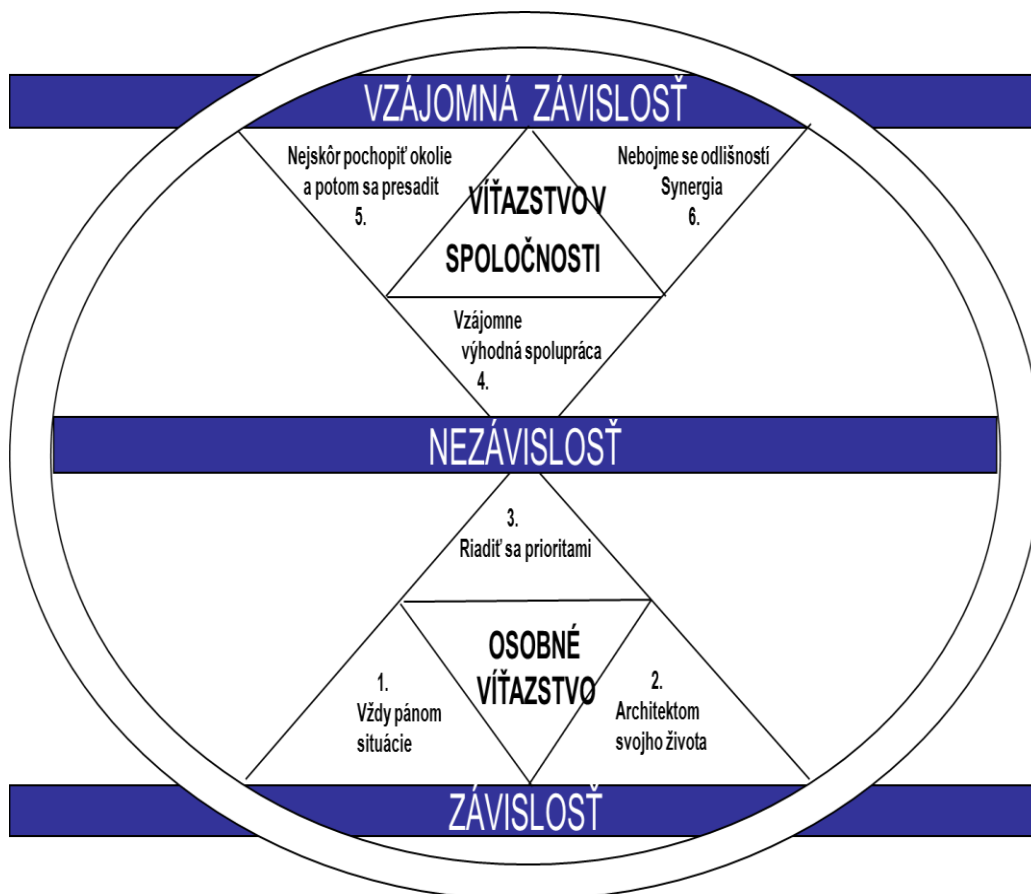 VZÁJOMNÁ ZÁVISLOSŤ
Nejskôr pochopiť okolie
a potom sa presadit
5.
VÍŤAZSTVO V
SPOLOČNOSTI
Nebojme se odlišností
Synergia
6.
Vzájomne
výhodná spolupráca
4.
NEZÁVISLOSŤ
3.
Riadiť sa prioritami
OSOBNÉ
VÍŤAZSTVO
1.
Vždy pánom
situácie
2.
Architektom
svojho života
ZÁVISLOSŤ